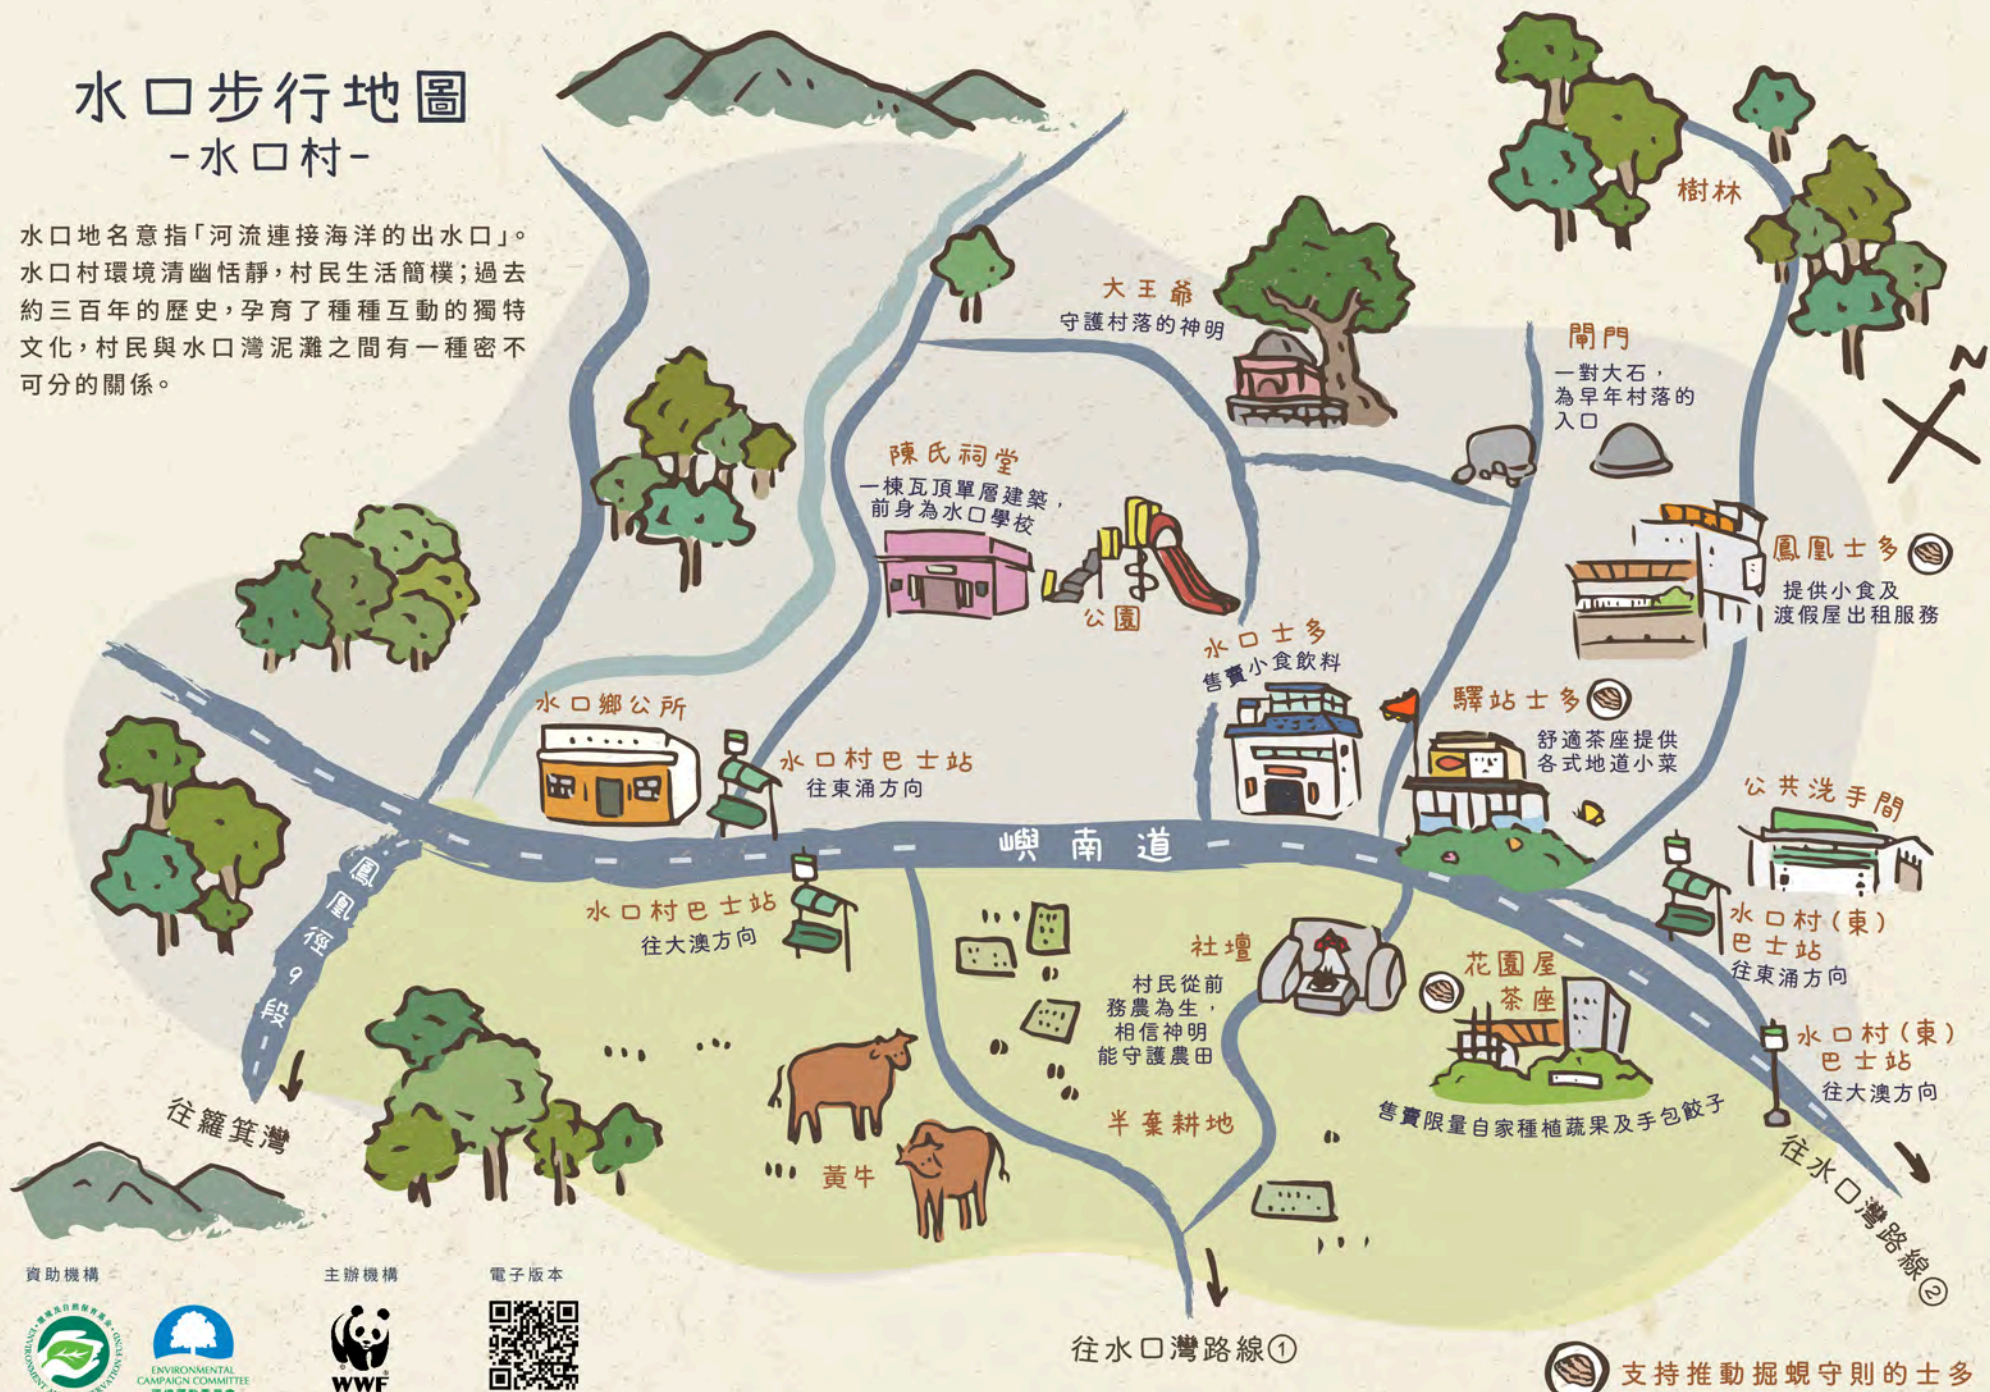 水口步行地圖
-水口村-
水口地名意指「河流連接海洋的出水口」。
水口村環境清幽恬靜,村民生活簡樸;過去
約三百年的歷史,孕育了種種互動的獨特
文化,村民與水口灣泥灘之間有一種密不
可分的關係。
樹林
N
大王爺
守護村落的神明
閘門
一對大石,
為早年村落的
入口
陳氏祠堂
一棟瓦頂單層建築,
前身為水口學校
公園
鳳凰士多
提供小食及
渡假屋出租服務
水口士多
售賣小食飲料
驛站士多
舒適茶座提供
各式地道小菜
水口鄉公所
水口村巴士站
往東涌方向
公共洗手間
嶼南道
鳳凰徑9段
水口村巴士站
往大澳方向
水口村(東)
巴士站
往東涌方向
社壇
村民從前
務農為生,
相信神明
能守護農田
花園屋
茶座
售賣限量自家種植蔬果及手包餃子
水口村(東)
巴士站
往大澳方向
半棄耕地
黃牛
往籮箕灣
往水口灣路線②
往水口灣路線①
資助機構
主辦機構
電子版本
ENVIRONMENTAL
CAMPAIGN COMMITTEE
WWF
支持推動掘蜆守則的士多